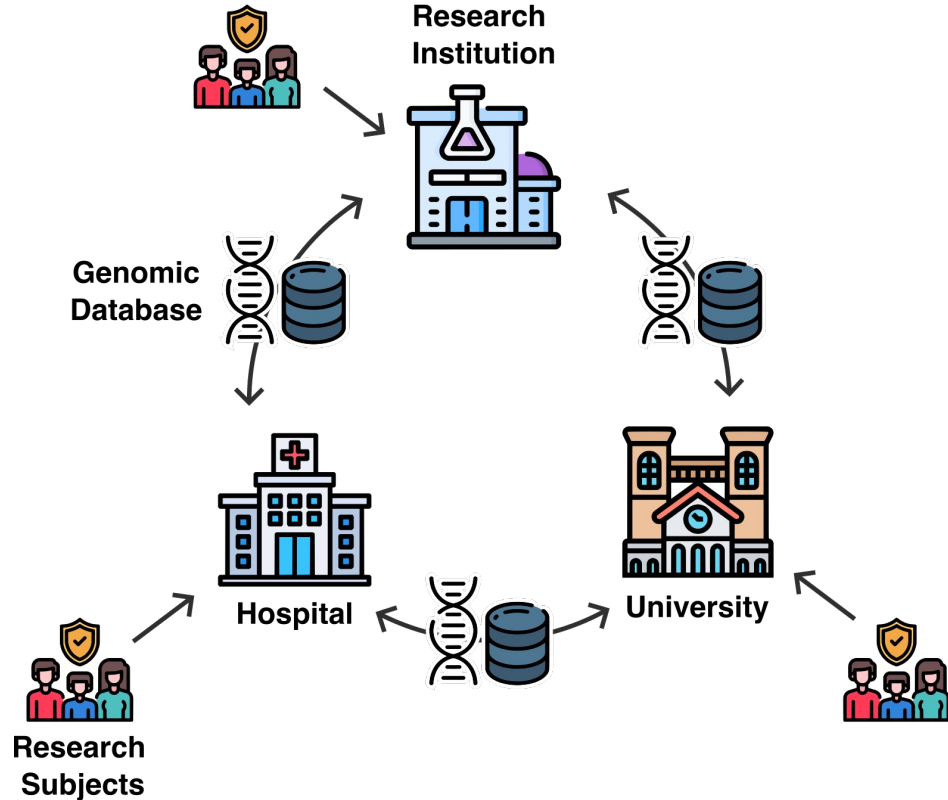 Research
Institution
Genomic
Database
Hospital
University
Research
Subjects